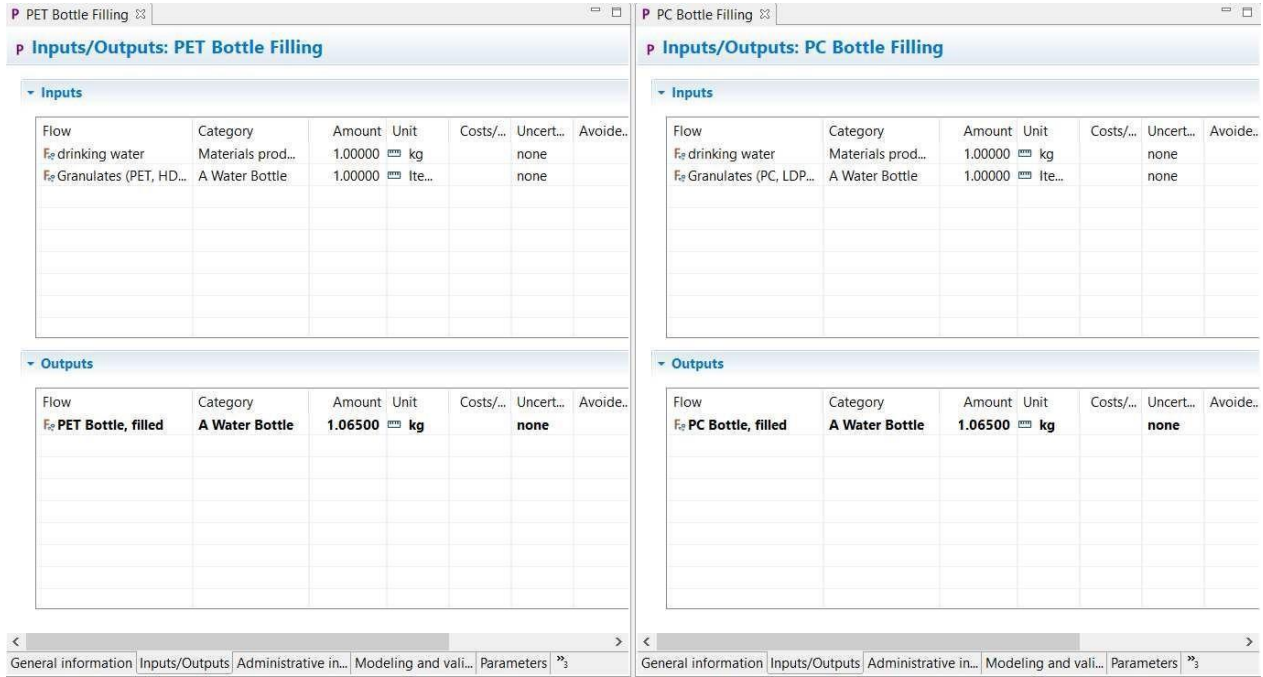 P PET Bottle Filling
P Inputs/Outputs: PET Bottle Filling
Inputs
Flow Category Amount Unit Costs/... Uncert... Avoide..
drinking water Materials prod... 1.00000 kg none
Granulates (PET, HD... A Water Bottle 1.00000 Ite... none
Outputs
Flow Category Amount Unit Costs/... Uncert... Avoide..
PET Bottle, filled A Water Bottle 1.06500 kg none
General information Inputs/Outputs Administrative in... Modeling and vali... Parameters »3
P PC Bottle Filling
P Inputs/Outputs: PC Bottle Filling
Inputs
Flow Category Amount Unit Costs/... Uncert... Avoide..
drinking water Materials prod... 1.00000 kg none
Granulates (PC, LDP... A Water Bottle 1.00000 Ite... none
Outputs
Flow Category Amount Unit Costs/... Uncert... Avoide..
PC Bottle, filled A Water Bottle 1.06500 kg none
General information Inputs/Outputs Administrative in... Modeling and vali... Parameters »3